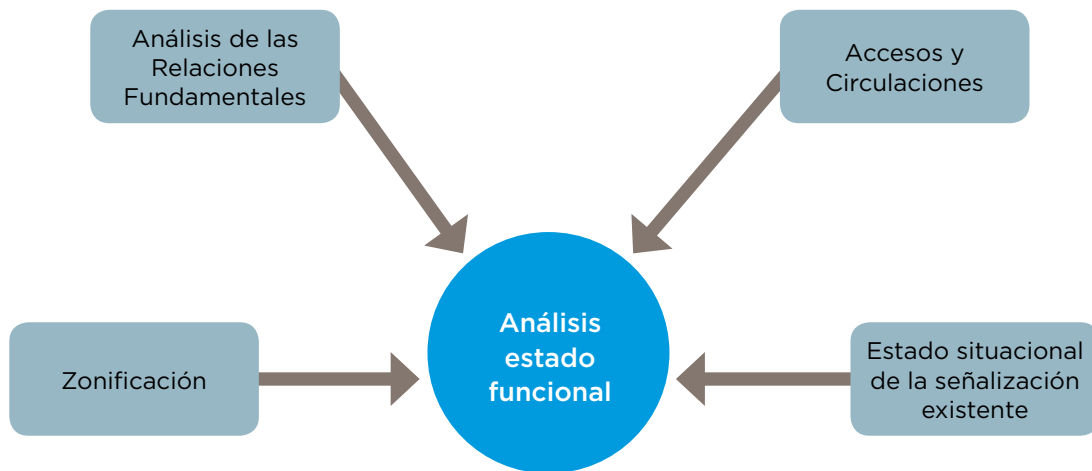 Análisis de las
Relaciones
Fundamentales
Accesos y
Circulaciones
Zonificación
Análisis
estado
funcional
Estado situacional
de la señalización
existente